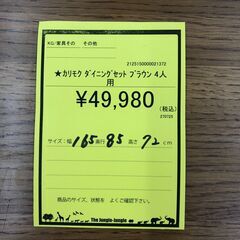 KG/家具その　その他
2125150000021372
★カリモク ダイニングセット ブラウン 4人
用
¥49,980
(税込)
210725
サイズ:幅 165 奥行 85 高さ 72 cm
商品のサイズ、状態を　よくご確認下さい。
The Jungle-Jungle